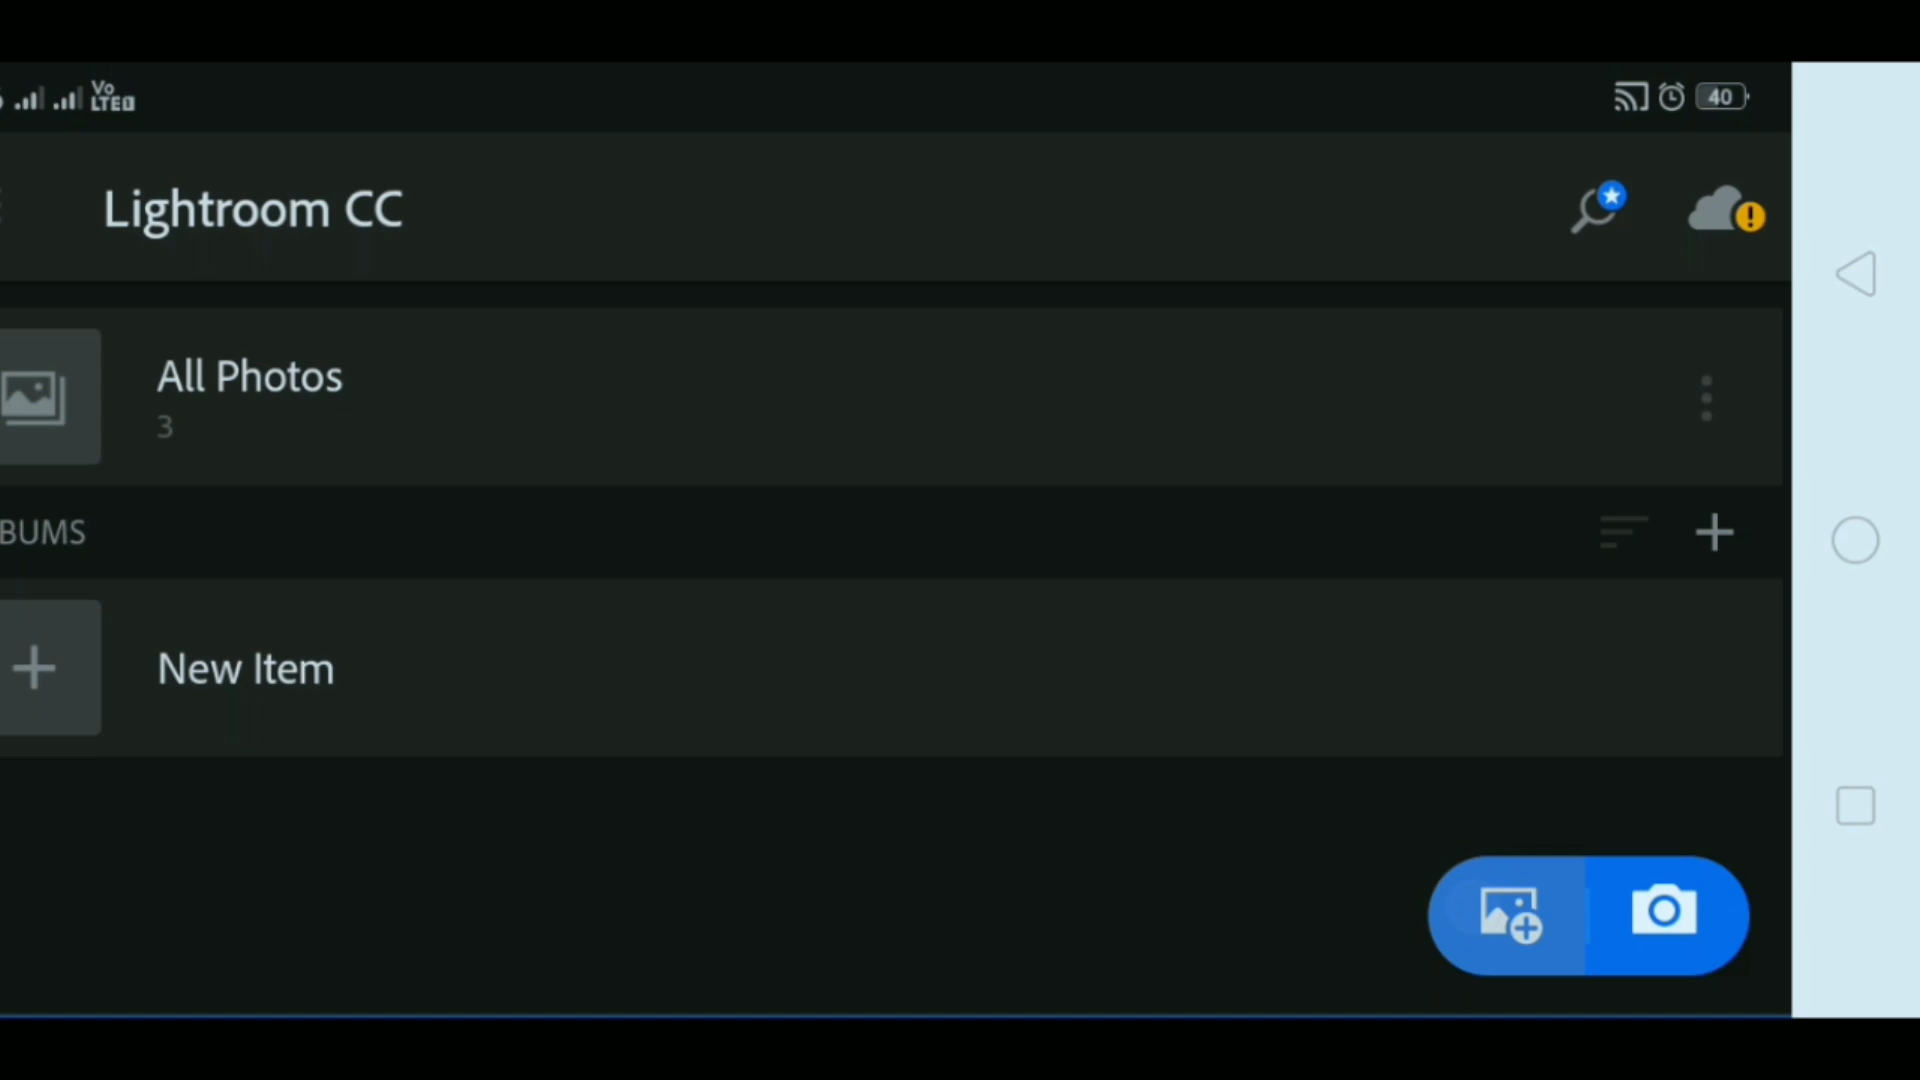 Vo
LTE 40
Lightroom CC
All Photos
3
BUMS
New Item